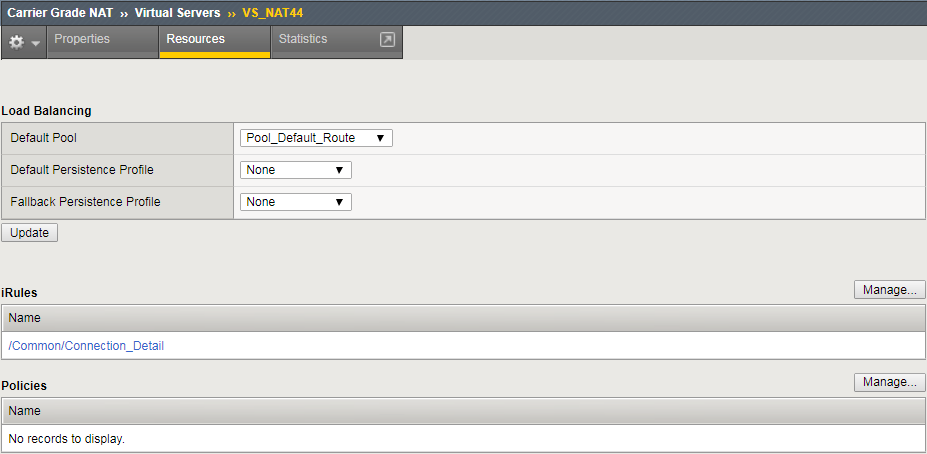 Carrier Grade NAT ›› Virtual Servers ›› VS_NAT44
Properties Resources Statistics
Load Balancing
Default Pool Pool_Default_Route
Default Persistence Profile None
Fallback Persistence Profile None
Update
iRules Manage...
Name
/Common/Connection_Detail
Policies Manage...
Name
No records to display.